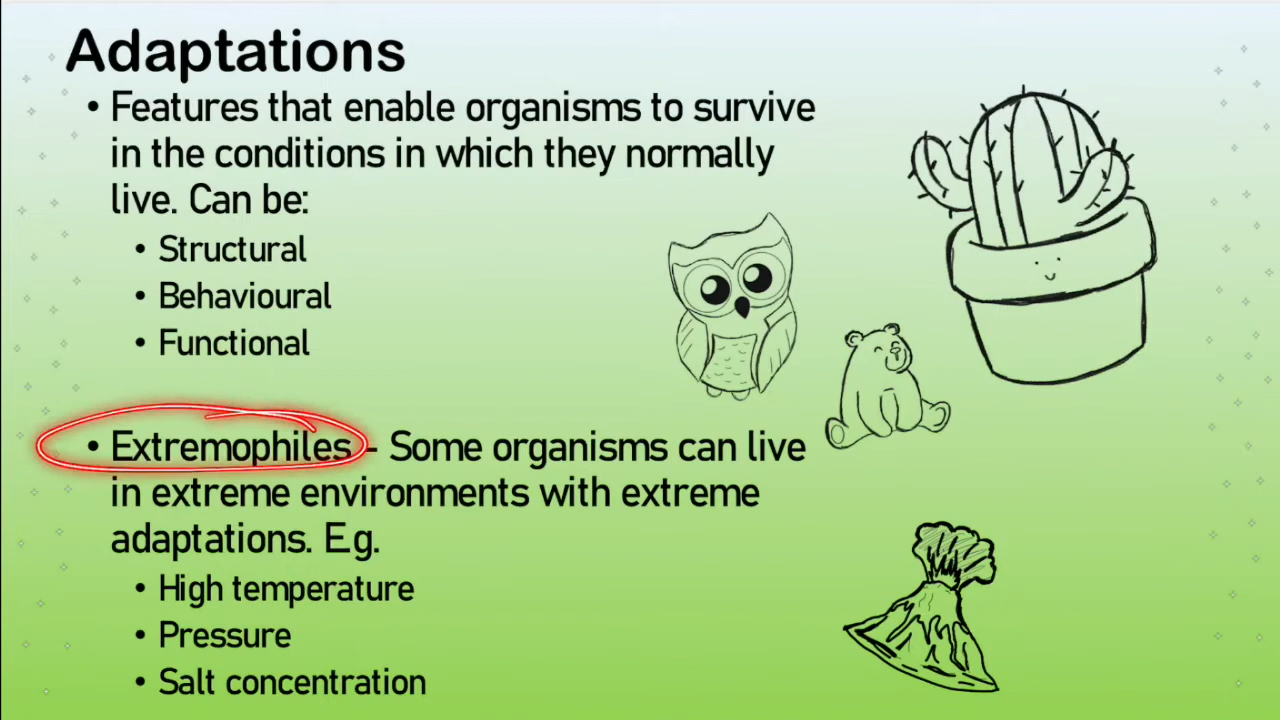 Adaptations
• Features that enable organisms to survive
in the conditions in which they normally
live. Can be:
• Structural
• Behavioural
• Functional
• Extremophiles - Some organisms can live
in extreme environments with extreme
adaptations. E.g.
• High temperature
• Pressure
• Salt concentration